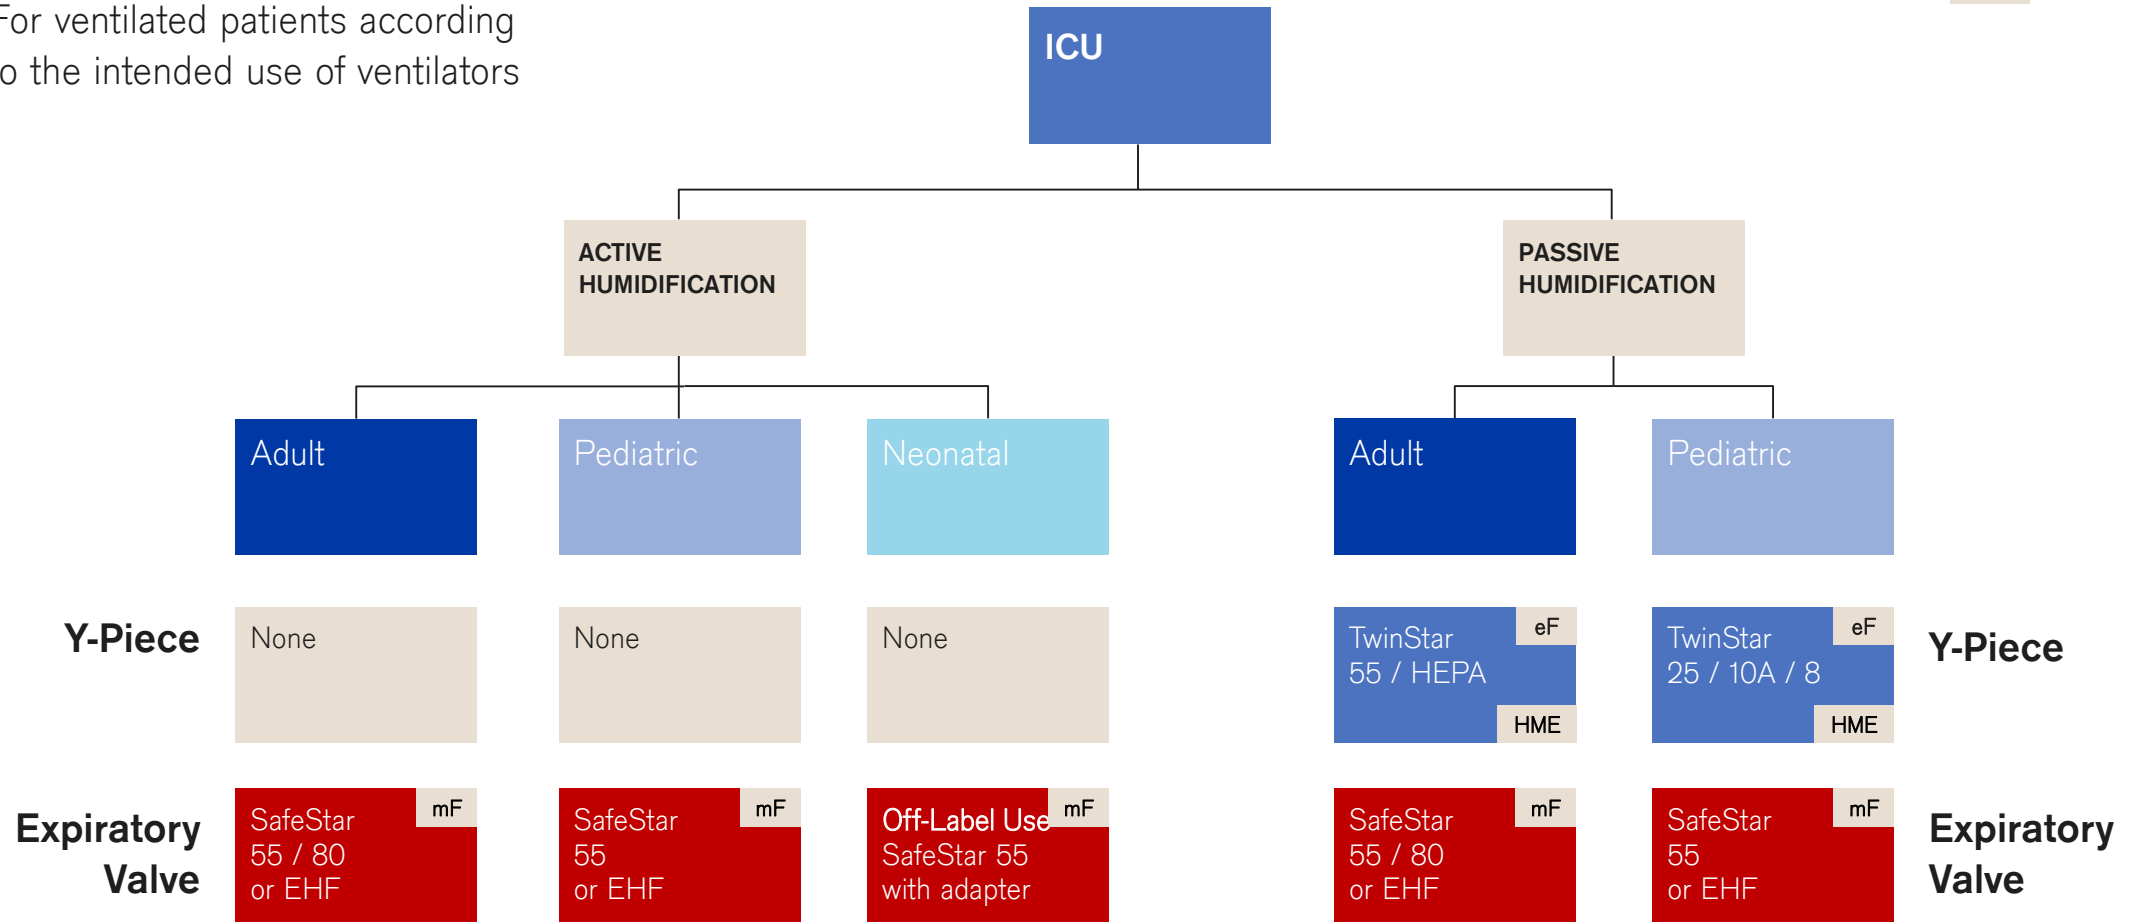 For ventilated patients according
to the intended use of ventilators
ICU
ACTIVE
HUMIDIFICATION
PASSIVE
HUMIDIFICATION
Adult
Pediatric
Neonatal
Adult
Pediatric
Y-Piece
None
None
None
TwinStar
55 / HEPA
eF
HME
TwinStar
25 / 10A / 8
eF
HME
Y-Piece
Expiratory
Valve
SafeStar
55 / 80
or EHF
mF
SafeStar
55
or EHF
mF
Off-Label Use
SafeStar 55
with adapter
mF
SafeStar
55 / 80
or EHF
mF
SafeStar
55
or EHF
mF
Expiratory
Valve